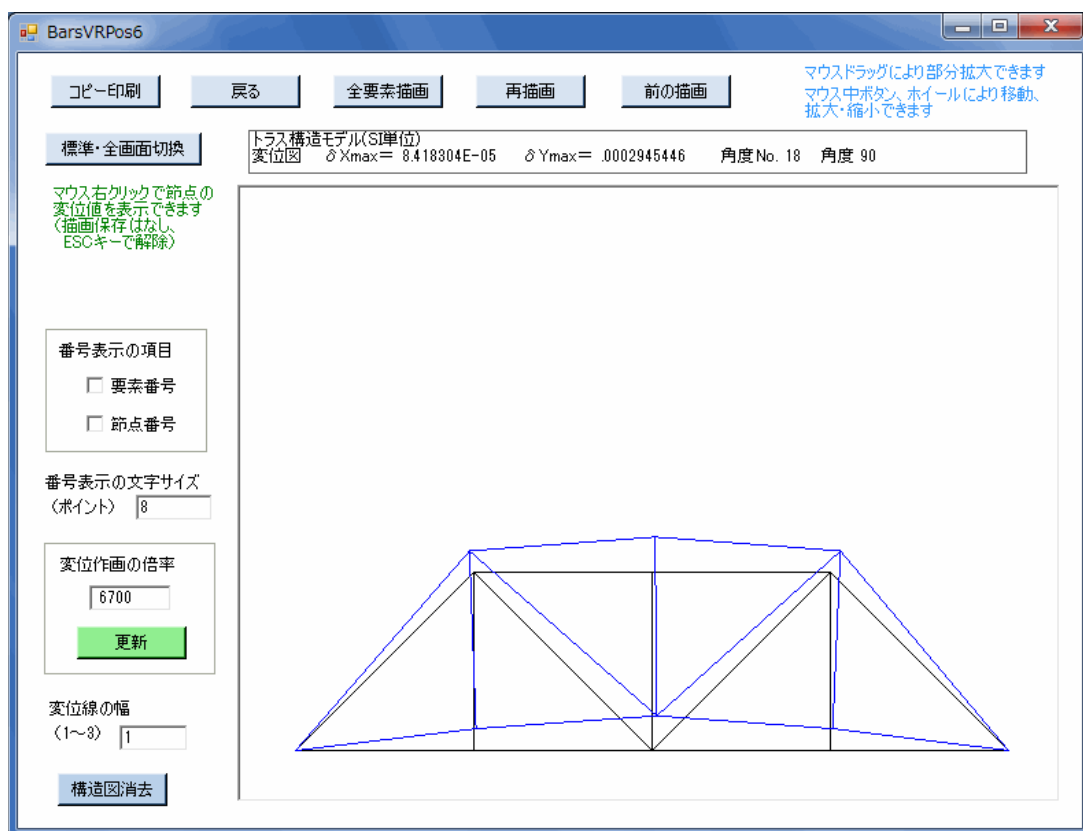 BarsVRPos6
コピー印刷
戻る
全要素描画
再描画
前の描画
マウスドラッグにより部分拡大できます
マウス中ボタン、ホイールにより移動、
拡大・縮小できます
標準・全画面切換
トラス構造モデル(SI単位)
変位図 δXmax= 8.418304E-05 δYmax= .0002945446 角度No. 18 角度 90
マウス右クリックで節点の
変位値を表示できます
(描画保存はなし、
ESCキーで解除)
番号表示の項目
要素番号
節点番号
番号表示の文字サイズ
(ポイント) 8
変位作画の倍率
6700
更新
変位線の幅
(1～3) 1
構造図消去